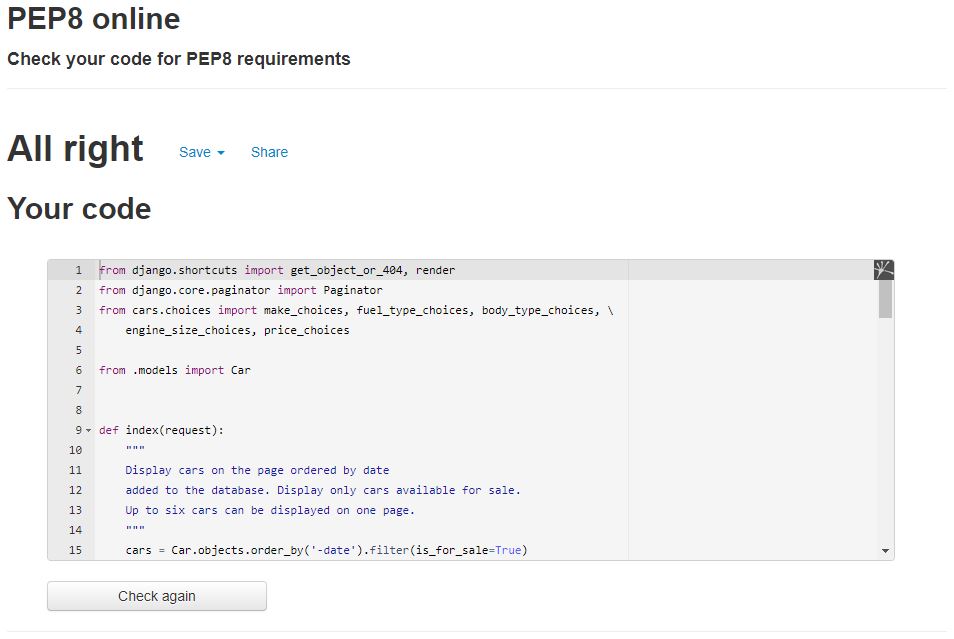 PEP8 online
Check your code for PEP8 requirements
All right Save Share
Your code
1 from django.shortcuts import get_object_or_404, render
2 from django.core.paginator import Paginator
3 from cars.choices import make_choices, fuel_type_choices, body_type_choices, \
4     engine_size_choices, price_choices
5
6 from .models import Car
7
8
9 def index(request):
10     """
11     Display cars on the page ordered by date
12     added to the database. Display only cars available for sale.
13     Up to six cars can be displayed on one page.
14     """
15     cars = Car.objects.order_by('-date').filter(is_for_sale=True)
Check again